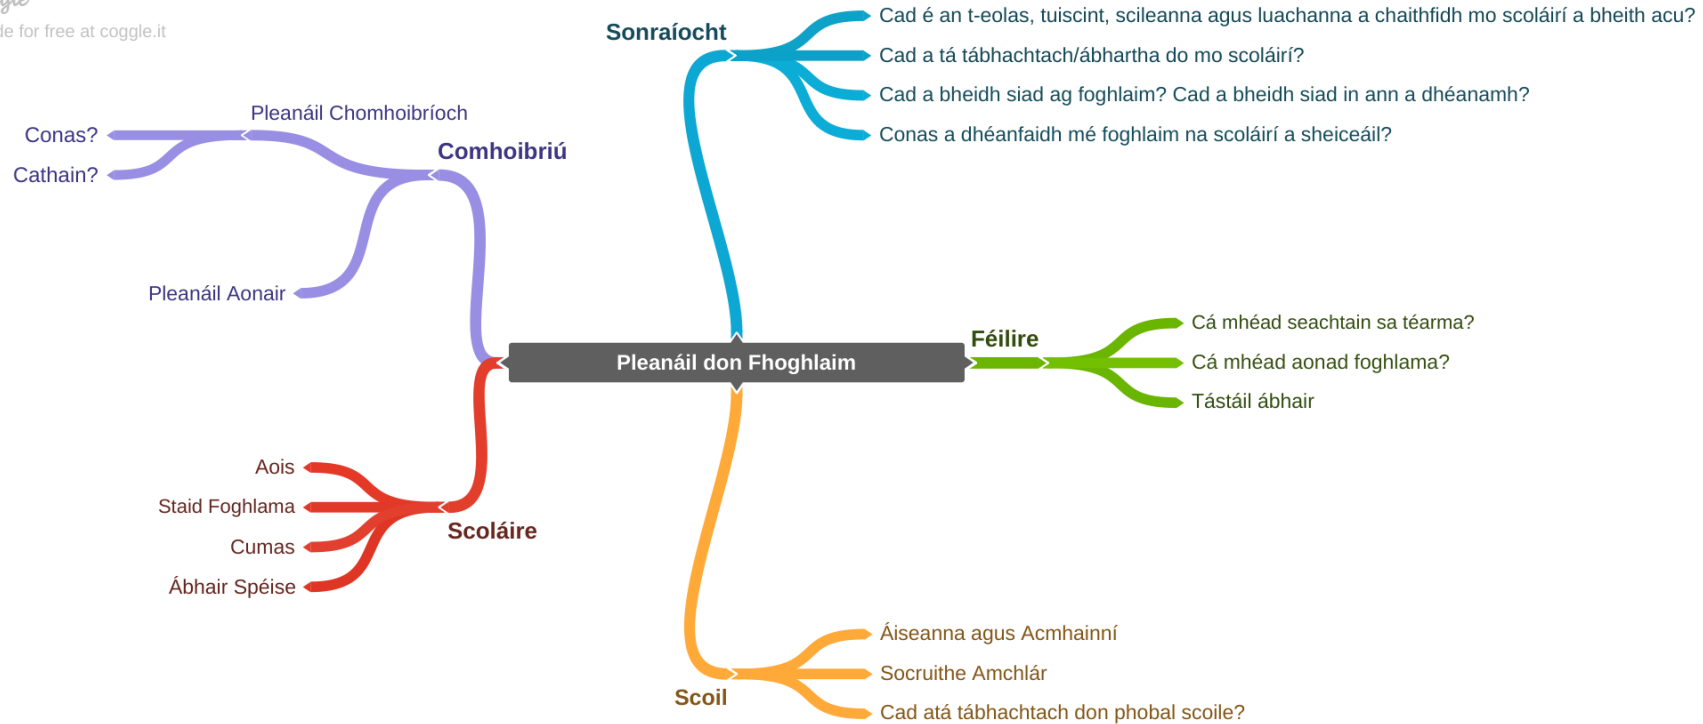 de for free at coggle.it
Pleanáil don Fhoghlaim
Sonraíocht
Cad é an t-eolas, tuiscint, scileanna agus luachanna a chaithfidh mo scoláirí a bheith acu?
Cad a tá tábhachtach/ábhartha do mo scoláirí?
Cad a bheidh siad ag foghlaim? Cad a bheidh siad in ann a dhéanamh?
Conas a dhéanfaidh mé foghlaim na scoláirí a sheiceáil?
Féilire
Cá mhéad seachtain sa téarma?
Cá mhéad aonad foghlama?
Tástáil ábhair
Scoil
Áiseanna agus Acmhainní
Socruithe Amchlár
Cad atá tábhachtach don phobal scoile?
Comhoibriú
Pleanáil Chomhoibríoch
Conas?
Cathain?
Pleanáil Aonair
Scoláire
Aois
Staid Foghlama
Cumas
Ábhair Spéise